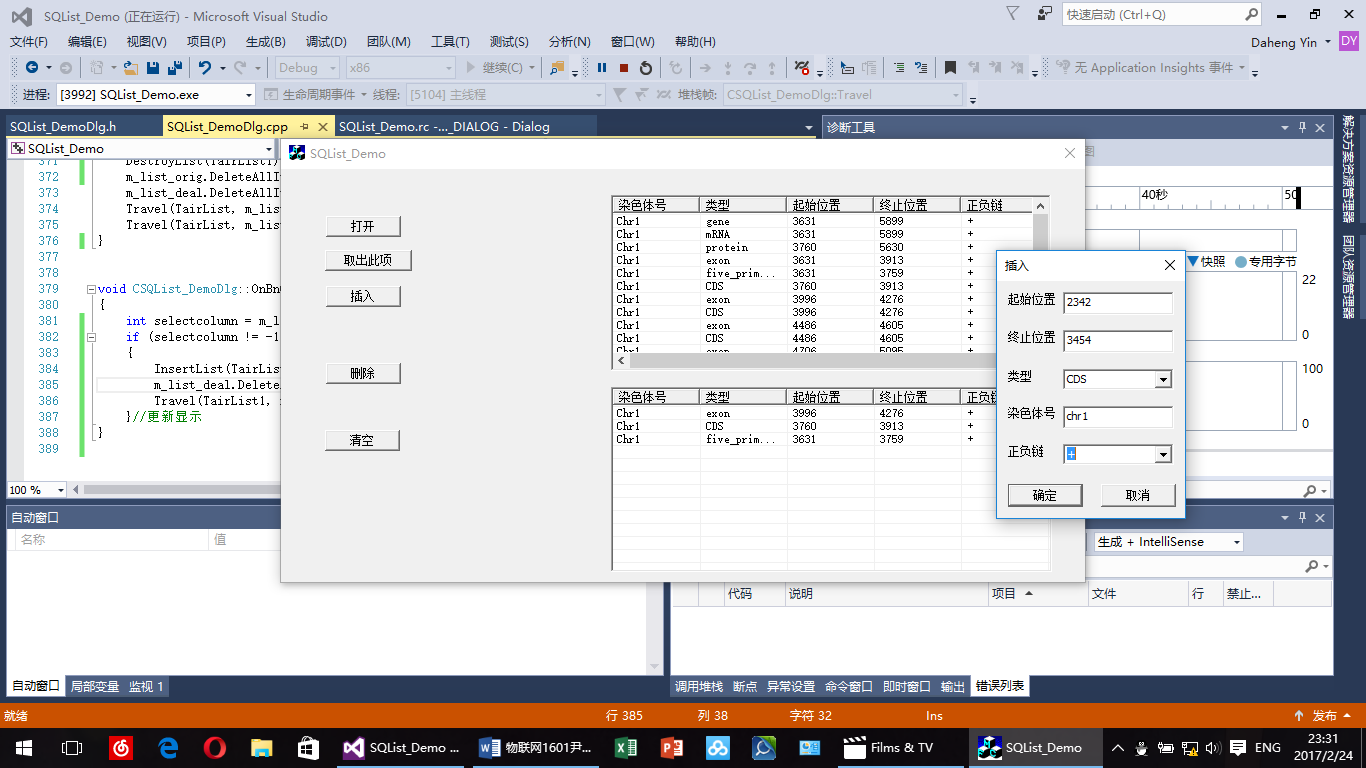 SQList_Demo (正在运行) - Microsoft Visual Studio
快速启动 (Ctrl+Q)
文件(F) 编辑(E) 视图(V) 项目(P) 生成(B) 调试(D) 团队(M) 工具(T) 测试(S) 分析(N) 窗口(W) 帮助(H)
Daheng Yin DY
Debug x86 继续(C) 无 Application Insights 事件
进程: [3992] SQList_Demo.exe 生命周期事件 线程: [5104] 主线程 堆栈帧: CSQList_DemoDlg::Travel
SQList_DemoDlg.h SQList_DemoDlg.cpp SQList_Demo.rc -..._DIALOG - Dialog
诊断工具
解决方案资源管理器
团队资源管理器
SQList_Demo
371 DestroyList(TairList1)
372 m_list_orig.DeleteAllI
373 m_list_deal.DeleteAllI
374 Travel(TairList, m_lis
375 Travel(TairList, m_lis
376 }
377
378
379 void CSQList_DemoDlg::OnBn
380 {
381 int selectcolumn = m_l
382 if (selectcolumn != -1
383 {
384 InsertList(TairLis
385 m_list_deal.Delete
386 Travel(TairList1,
387 }//更新显示
388 }
389
100 %
SQList_Demo
打开
取出此项
插入
删除
清空
染色体号 类型 起始位置 终止位置 正负链
Chr1 gene 3631 5899 +
Chr1 mRNA 3631 5899 +
Chr1 protein 3760 5630 +
Chr1 exon 3631 3913 +
Chr1 five_prim... 3631 3759 +
Chr1 CDS 3760 3913 +
Chr1 exon 3996 4276 +
Chr1 CDS 3996 4276 +
Chr1 exon 4486 4605 +
Chr1 CDS 4486 4605 +
Chr1 exon 4706 5095 +
染色体号 类型 起始位置 终止位置 正负链
Chr1 exon 3996 4276 +
Chr1 CDS 3760 3913 +
Chr1 five_prim... 3631 3759 +
插入
起始位置 2342
终止位置 3454
类型 CDS
染色体号 chr1
正负链 +
确定 取消
图
40秒 50
快照 专用字节
22
0
100
0
自动窗口
名称 值
生成 + IntelliSense
代码 说明 项目 文件 行 禁止...
自动窗口 局部变量 监视 1
调用堆栈 断点 异常设置 命令窗口 即时窗口 输出 错误列表
就绪 行 385 列 38 字符 32 Ins 发布
SQList_Demo ... 物联网1601尹... Films & TV SQList_Demo ENG
23:31
2017/2/24